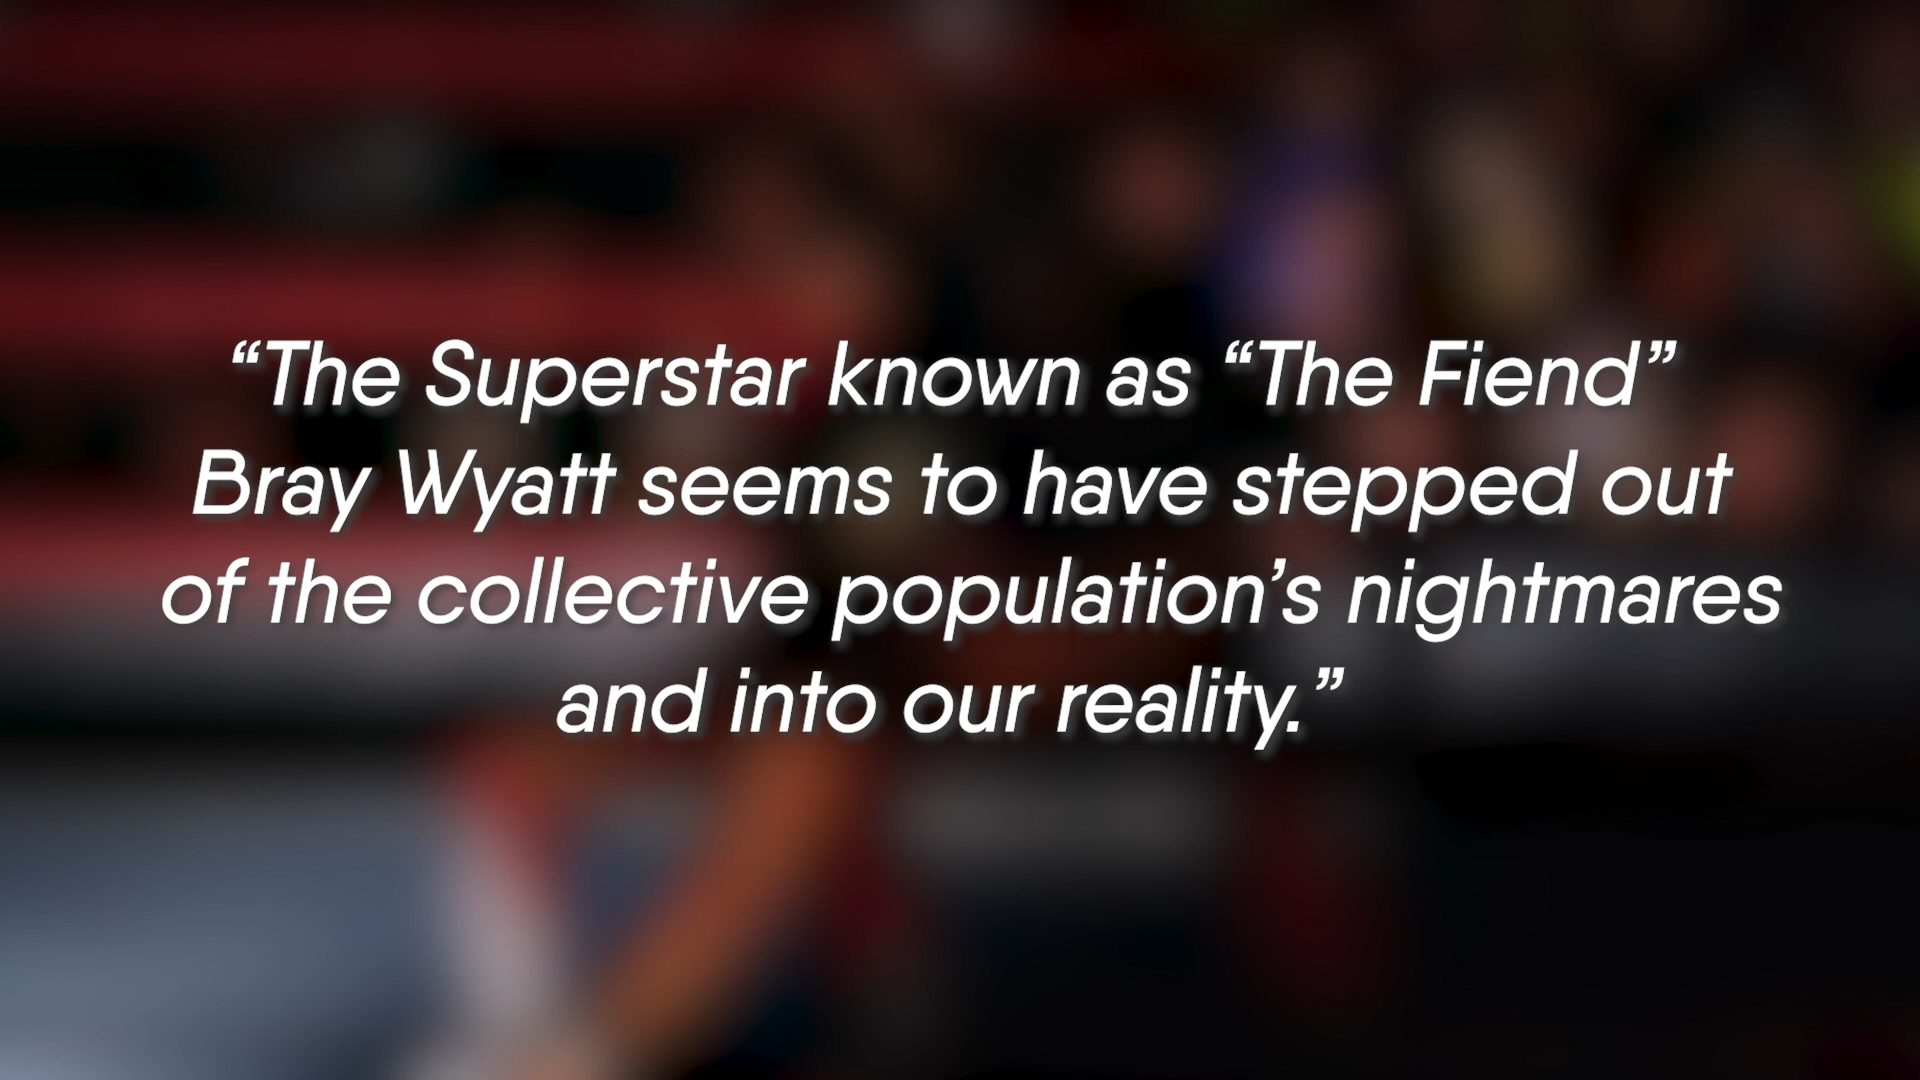 “The Superstar known as “The Fiend”
Bray Wyatt seems to have stepped out
of the collective population’s nightmares
and into our reality.”